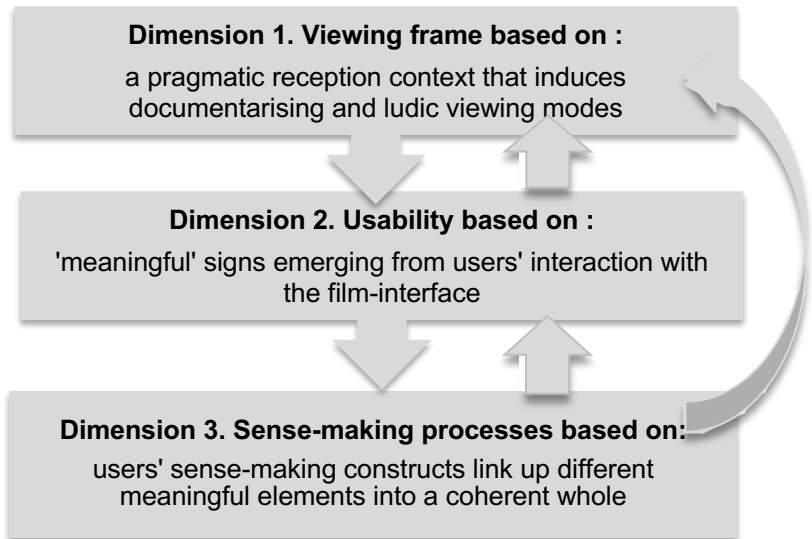 Dimension 1. Viewing frame based on :
a pragmatic reception context that induces
documentarising and ludic viewing modes
Dimension 2. Usability based on :
'meaningful' signs emerging from users' interaction with
the film-interface
Dimension 3. Sense-making processes based on:
users' sense-making constructs link up different
meaningful elements into a coherent whole